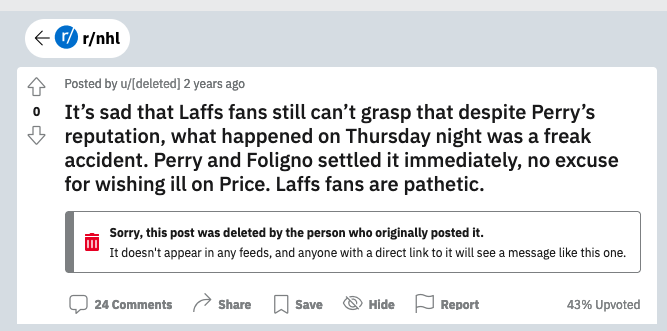 r/ r/nhl
Posted by u/[deleted] 2 years ago
0
It's sad that Laffs fans still can't grasp that despite Perry's
reputation, what happened on Thursday night was a freak
accident. Perry and Foligno settled it immediately, no excuse
for wishing ill on Price. Laffs fans are pathetic.
Sorry, this post was deleted by the person who originally posted it.
It doesn't appear in any feeds, and anyone with a direct link to it will see a message like this one.
24 Comments Share Save Hide Report 43% Upvoted